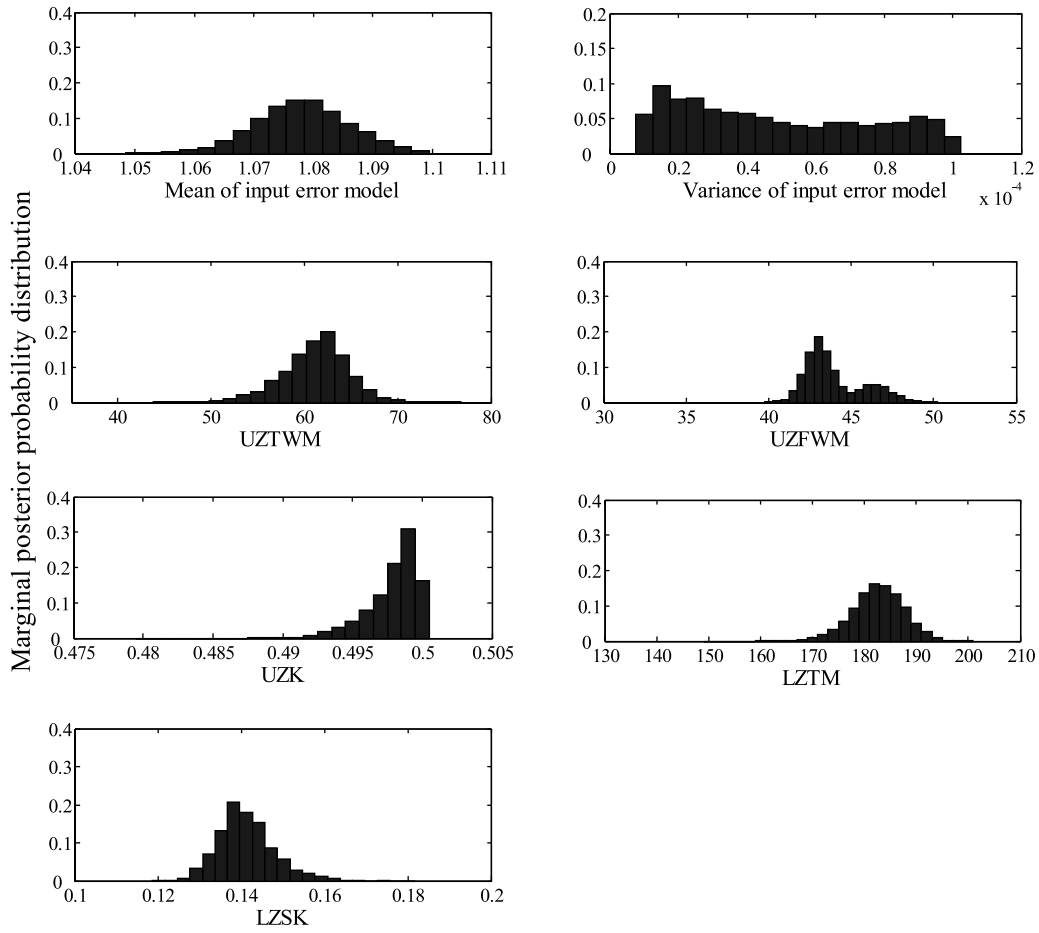 Marginal posterior probability distribution
0.4
0.3
0.2
0.1
0
1.04 1.05 1.06 1.07 1.08 1.09 1.10 1.11
Mean of input error model
0.2
0.15
0.1
0.05
0
0 0.2 0.4 0.6 0.8 1 1.2
Variance of input error model
x 10⁻⁴
0.4
0.3
0.2
0.1
0
40 50 60 70 80
UZTWM
0.4
0.3
0.2
0.1
0
30 35 40 45 50 55
UZFWM
0.4
0.3
0.2
0.1
0
0.475 0.48 0.485 0.49 0.495 0.5 0.505
UZK
0.4
0.3
0.2
0.1
0
130 140 150 160 170 180 190 200 210
LZTM
0.4
0.3
0.2
0.1
0
0.1 0.12 0.14 0.16 0.18 0.2
LZSK